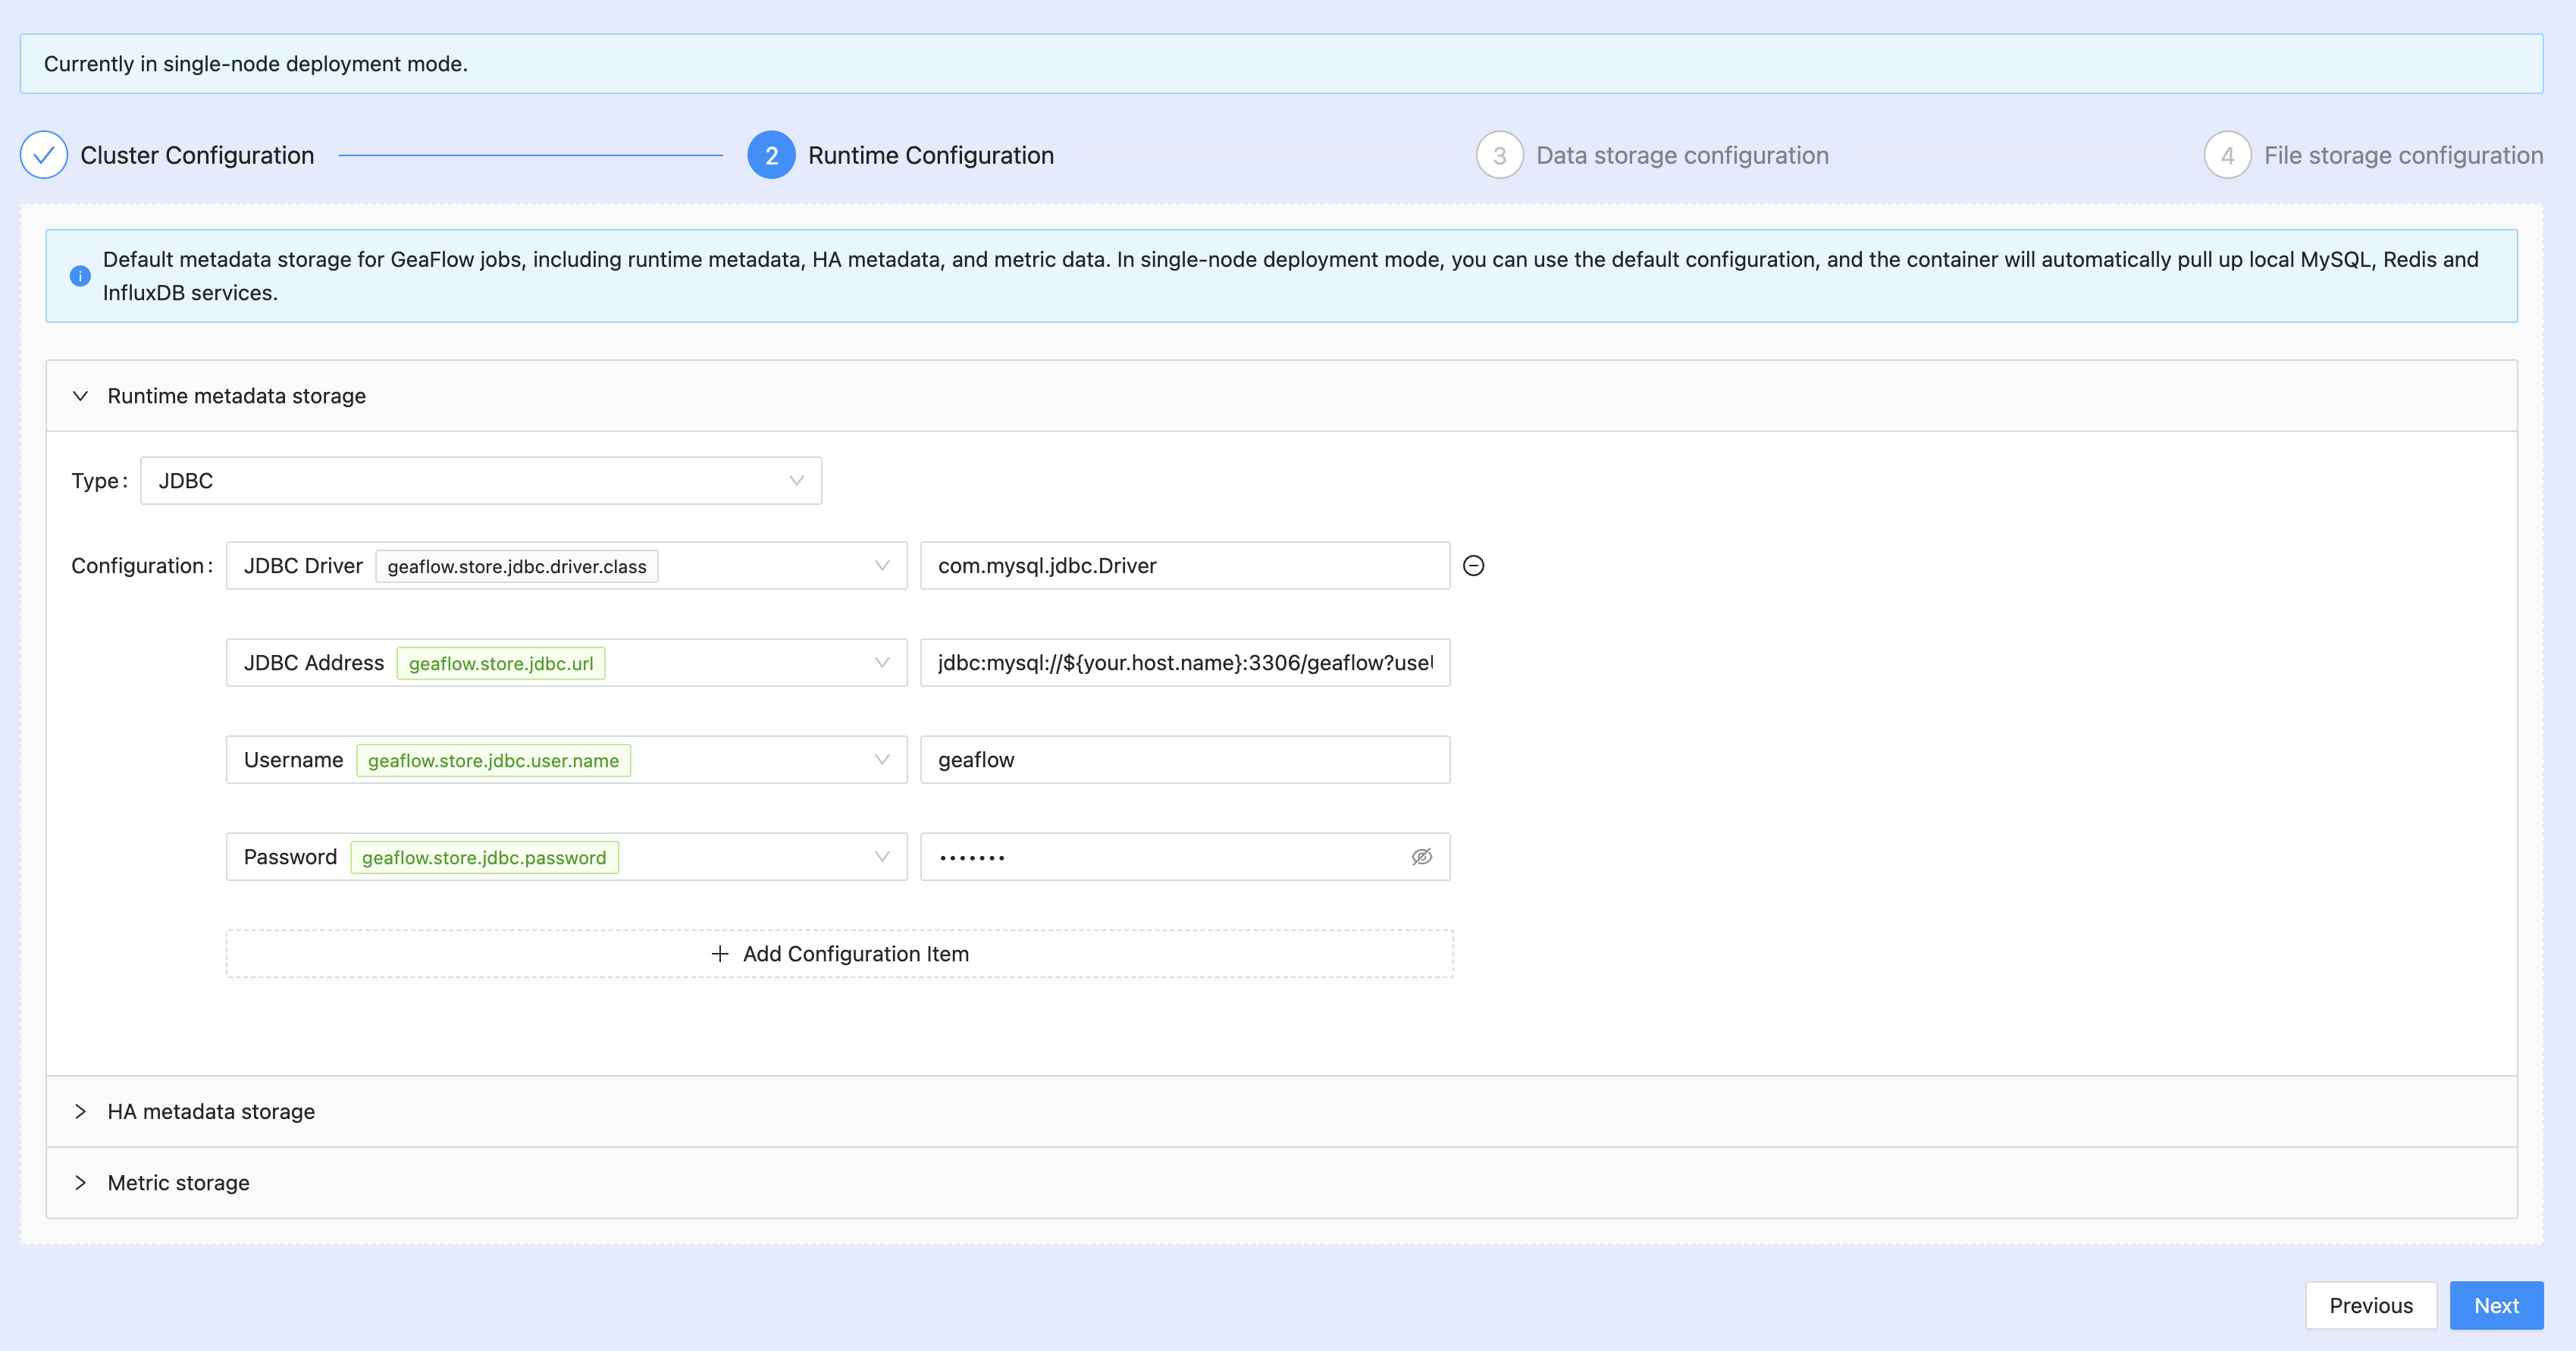 Currently in single-node deployment mode.
Cluster Configuration
2 Runtime Configuration
3 Data storage configuration
4 File storage configuration
Default metadata storage for GeaFlow jobs, including runtime metadata, HA metadata, and metric data. In single-node deployment mode, you can use the default configuration, and the container will automatically pull up local MySQL, Redis and
InfluxDB services.
Runtime metadata storage
Type: JDBC
Configuration: JDBC Driver geaflow.store.jdbc.driver.class com.mysql.jdbc.Driver
JDBC Address geaflow.store.jdbc.url jdbc:mysql://${your.host.name}:3306/geaflow?use
Username geaflow.store.jdbc.user.name geaflow
Password geaflow.store.jdbc.password •••••••
+ Add Configuration Item
HA metadata storage
Metric storage
Previous
Next